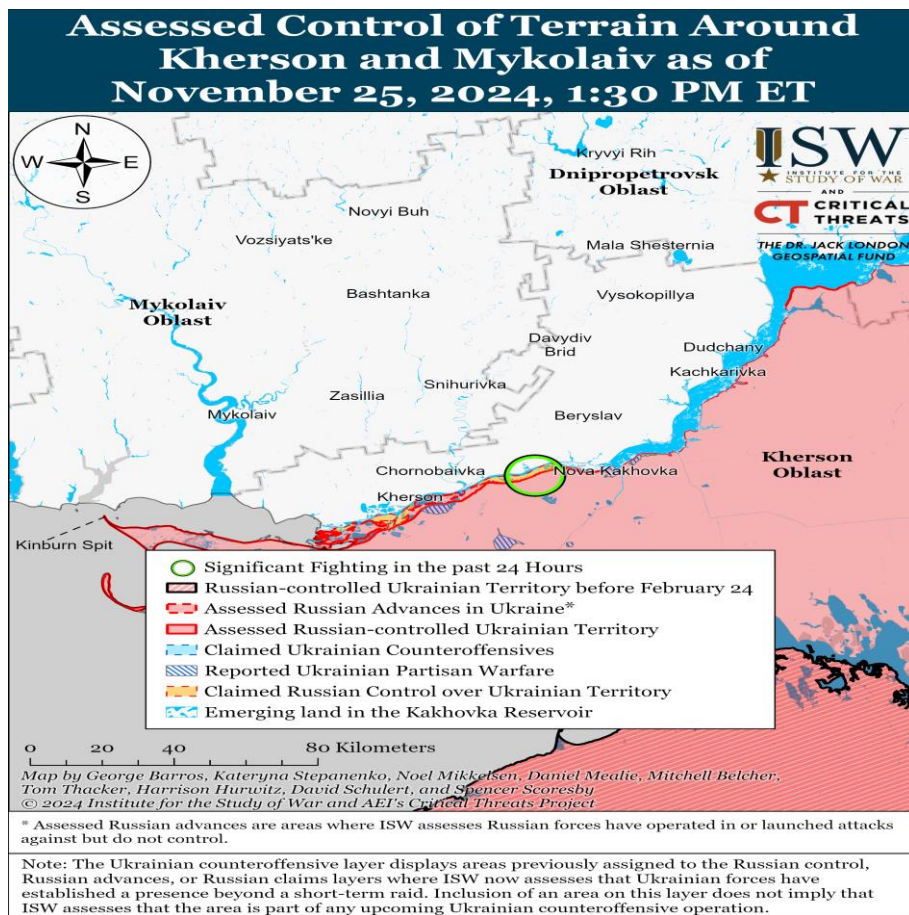 Assessed Control of Terrain Around
Kherson and Mykolaiv as of
November 25, 2024, 1:30 PM ET
N
W
E
S
ISW
INSTITUTE FOR THE
STUDY OF WAR
AND
CT CRITICAL
THREATS
THE DR. JACK LONDON
GEOSPATIAL FUND
Kryvyi Rih
Dnipropetrovsk
Oblast
Novyi Buh
Vozsiyats'ke
Mala Shesternia
Bashtanka
Vysokopillya
Mykolaiv
Oblast
Davydiv
Brid
Dudchany
Kachkarivka
Snihurivka
Zasillia
Mykolaiv
Beryslav
Kherson
Oblast
Chornobaivka
Nova Kakhovka
Kherson
Kinburn Spit
Significant Fighting in the past 24 Hours
Russian-controlled Ukrainian Territory before February 24
Assessed Russian Advances in Ukraine*
Assessed Russian-controlled Ukrainian Territory
Claimed Ukrainian Counteroffensives
Reported Ukrainian Partisan Warfare
Claimed Russian Control over Ukrainian Territory
Emerging land in the Kakhovka Reservoir
0 20 40 80 Kilometers
Map by George Barros, Kateryna Stepanenko, Noel Mikkelsen, Daniel Mealie, Mitchell Belcher,
Tom Thacker, Harrison Hurwitz, David Schulert, and Spencer Scoresby
© 2024 Institute for the Study of War and AEI's Critical Threats Project
* Assessed Russian advances are areas where ISW assesses Russian forces have operated in or launched attacks
against but do not control.
Note: The Ukrainian counteroffensive layer displays areas previously assigned to the Russian control,
Russian advances, or Russian claims layers where ISW now assesses that Ukrainian forces have
established a presence beyond a short-term raid. Inclusion of an area on this layer does not imply that
ISW assesses that the area is part of any upcoming Ukrainian counteroffensive operation.